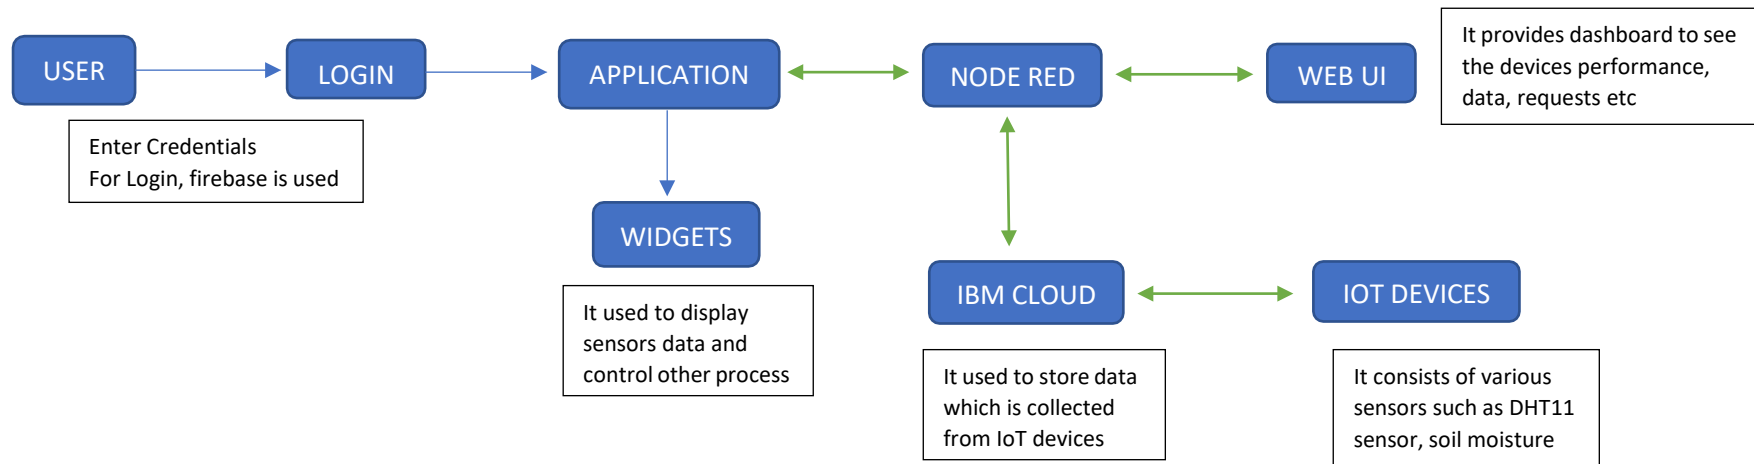 USER
LOGIN
APPLICATION
NODE RED
WEB UI
It provides dashboard to see
the devices performance,
data, requests etc
Enter Credentials
For Login, firebase is used
WIDGETS
It used to display
sensors data and
control other process
IBM CLOUD
IOT DEVICES
It used to store data
which is collected
from IoT devices
It consists of various
sensors such as DHT11
sensor, soil moisture